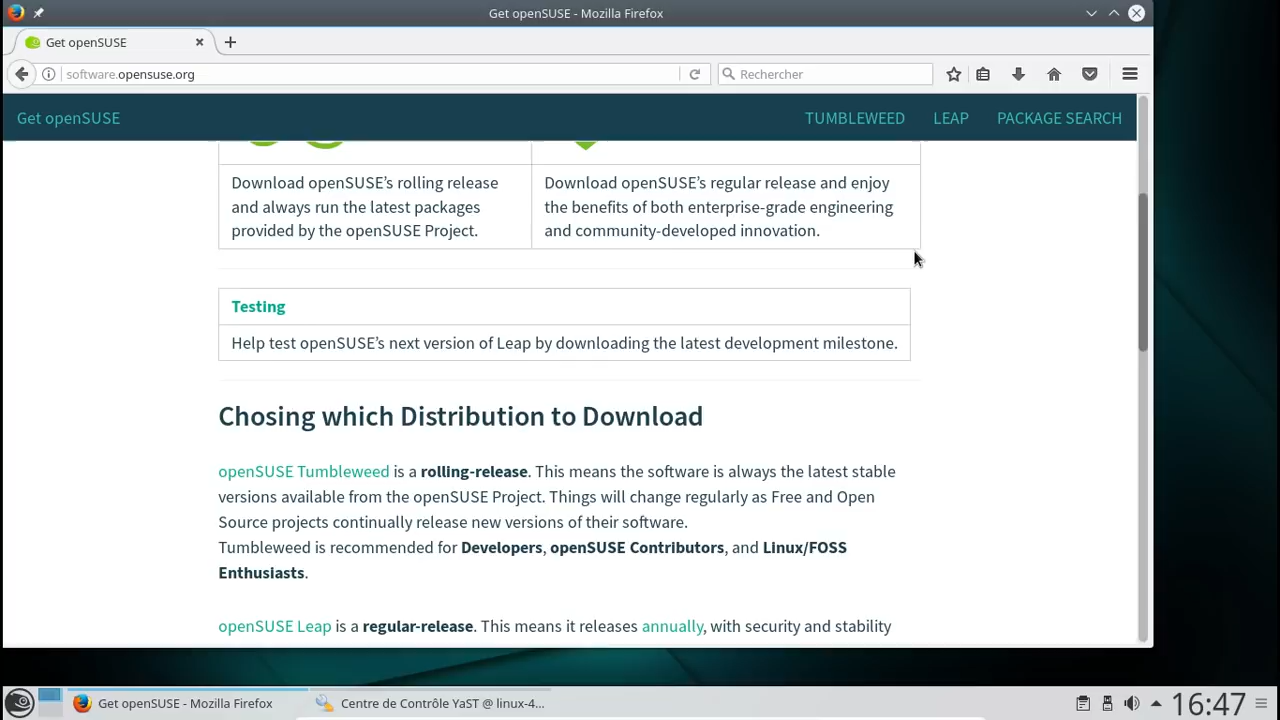 Get openSUSE - Mozilla Firefox
Get openSUSE
software.opensuse.org
Rechercher
Get openSUSE
TUMBLEWEED
LEAP
PACKAGE SEARCH
Download openSUSE’s rolling release
and always run the latest packages
provided by the openSUSE Project.
Download openSUSE’s regular release and enjoy
the benefits of both enterprise-grade engineering
and community-developed innovation.
Testing
Help test openSUSE’s next version of Leap by downloading the latest development milestone.
Chosing which Distribution to Download
openSUSE Tumbleweed is a rolling-release. This means the software is always the latest stable
versions available from the openSUSE Project. Things will change regularly as Free and Open
Source projects continually release new versions of their software.
Tumbleweed is recommended for Developers, openSUSE Contributors, and Linux/FOSS
Enthusiasts.
openSUSE Leap is a regular-release. This means it releases annually, with security and stability
Get openSUSE - Mozilla Firefox
Centre de Contrôle YaST @ linux-4...
16:47